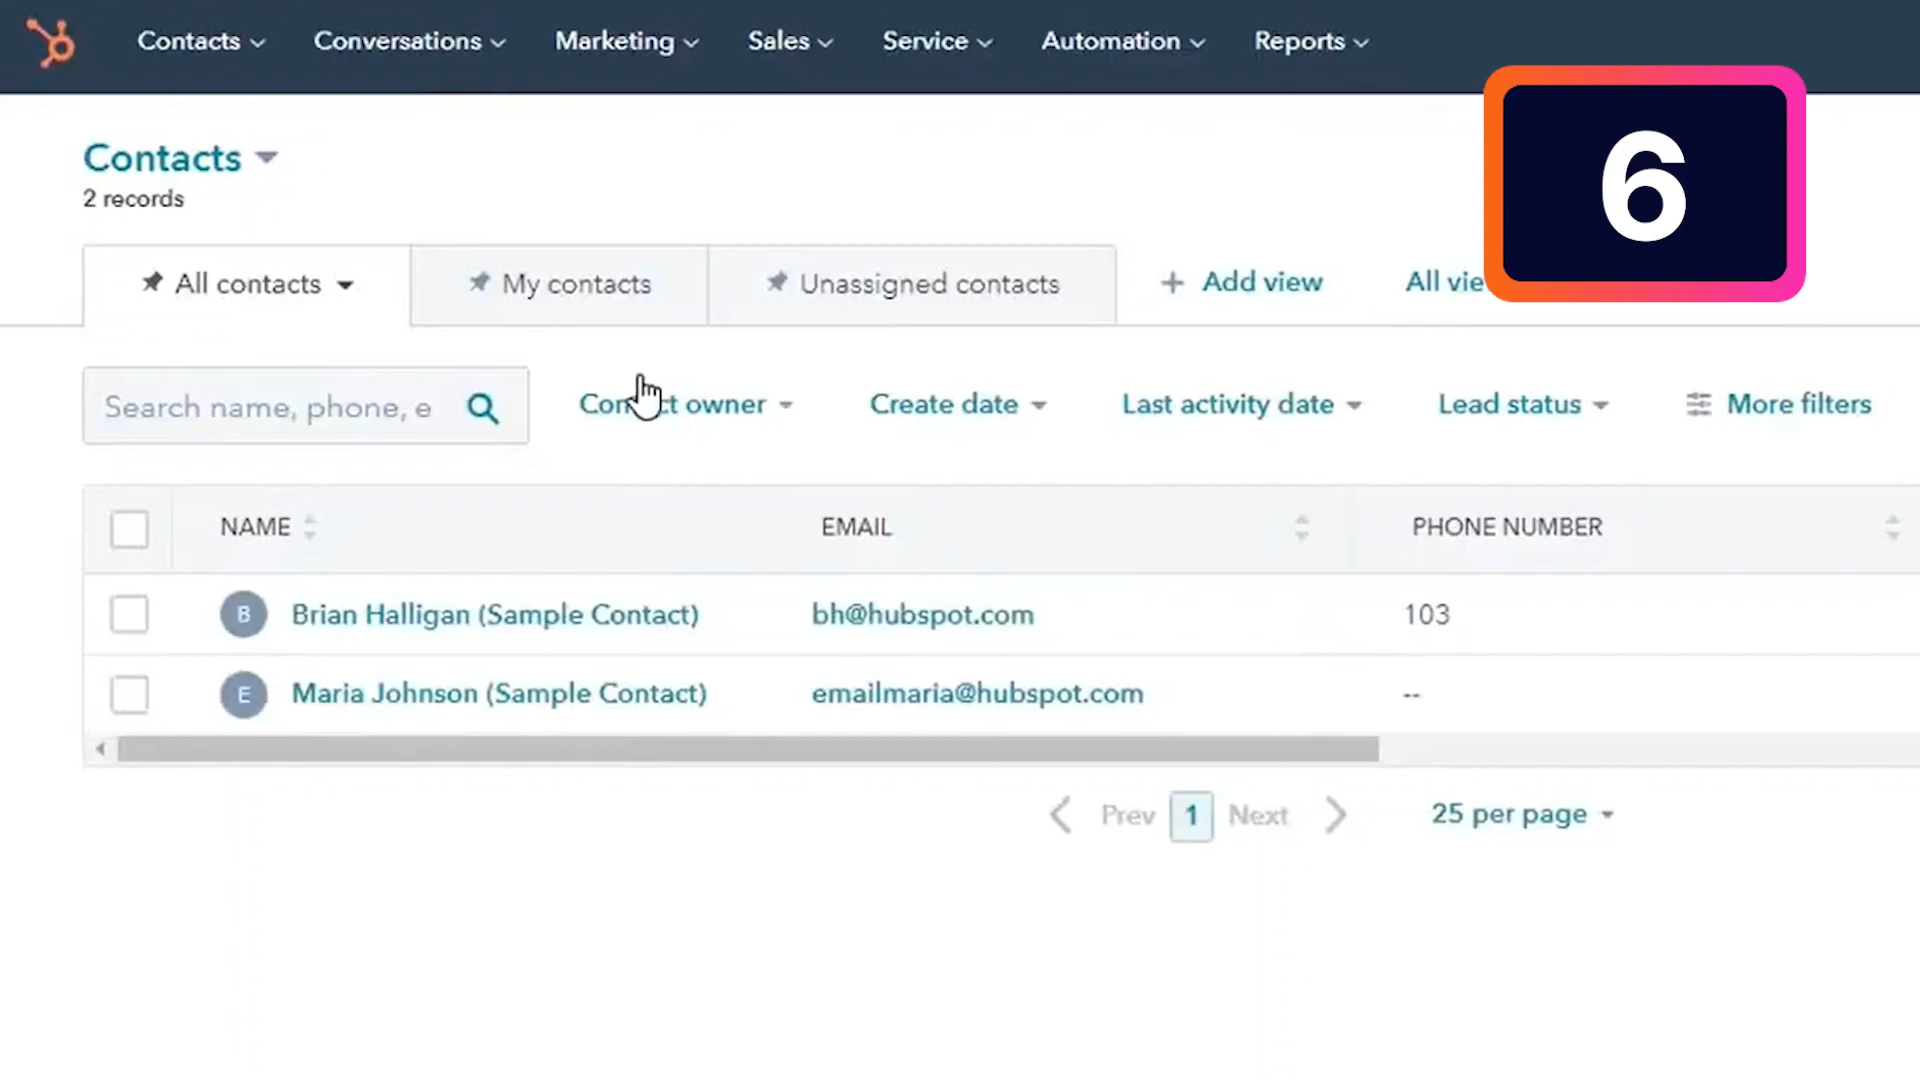 Contacts Conversations Marketing Sales Service Automation Reports
6
Contacts
2 records
All contacts My contacts Unassigned contacts + Add view All vie
Search name, phone, e Contact owner Create date Last activity date Lead status More filters
NAME EMAIL PHONE NUMBER
B Brian Halligan (Sample Contact) bh@hubspot.com 103
E Maria Johnson (Sample Contact) emailmaria@hubspot.com --
Prev 1 Next 25 per page